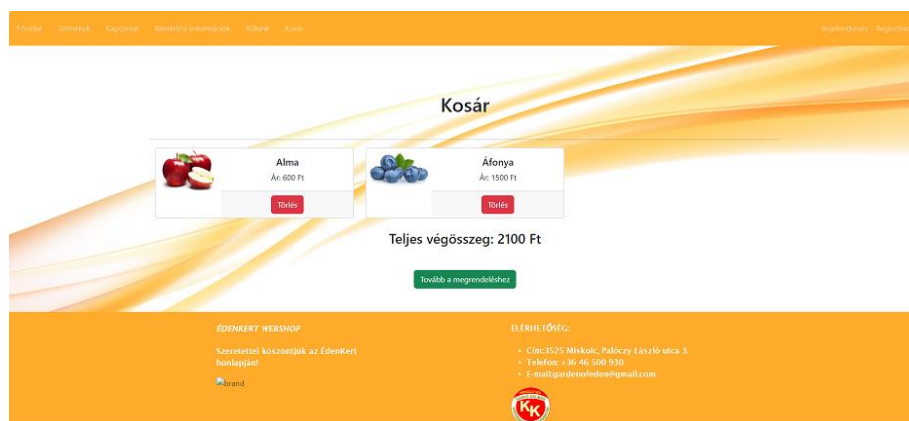 Főoldal Termékek Kapcsolat Rendelési információk Rólunk Kosár Bejelentkezés Regisztrác
Kosár
Alma
Ár: 600 Ft
Törlés
Áfonya
Ár: 1500 Ft
Törlés
Teljes végösszeg: 2100 Ft
Tovább a megrendeléshez
ÉDENKERT WEBSHOP
Szeretettel köszöntjük az ÉdenKert
honlapján!
brand
ELÉRHETŐSÉG:
• Cím:3525 Miskolc, Palóczy László utca 3.
• Telefon: +36 46 500 930
• E-mail:gardenofeden@gmail.com
KK